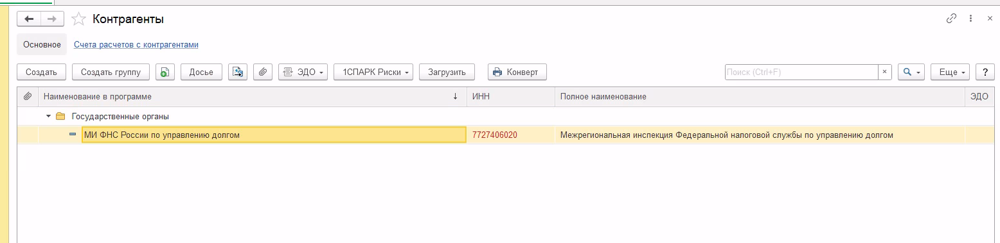 Контрагенты
Основное Счета расчетов с контрагентами
Создать Создать группу Досье ЭДО 1СПАРК Риски Загрузить Конверт Поиск (Ctrl+F) × Еще ?
Наименование в программе ↓ ИНН Полное наименование ЭДО
Государственные органы
МИ ФНС России по управлению долгом 7727406020 Межрегиональная инспекция Федеральной налоговой службы по управлению долгом